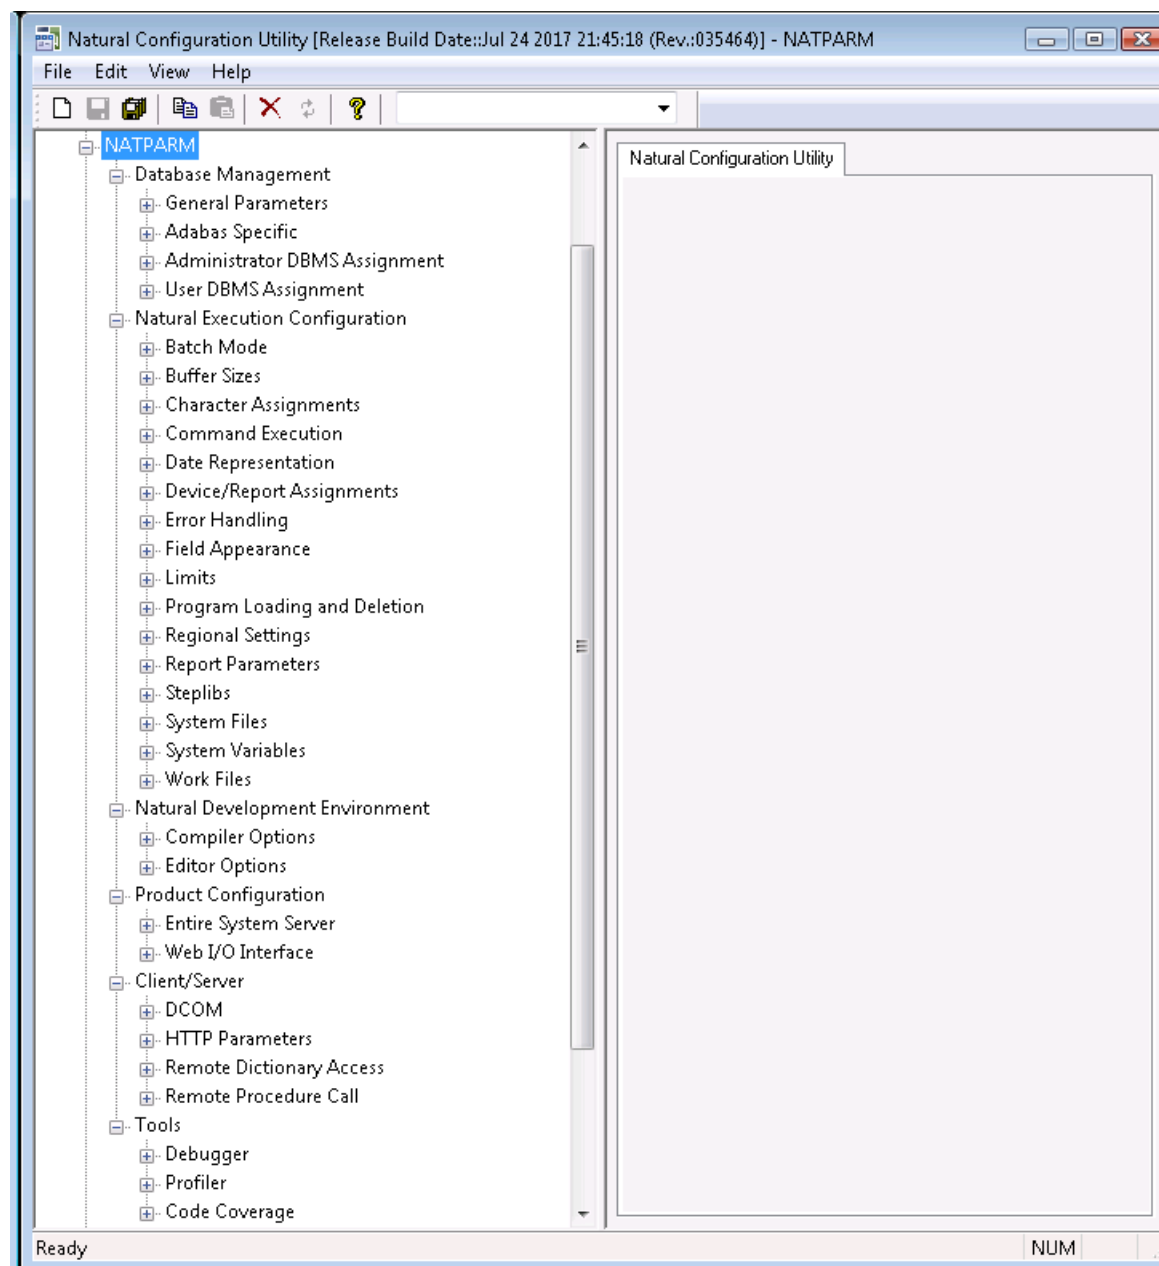 Natural Configuration Utility [Release Build Date::Jul 24 2017 21:45:18 (Rev.:035464)] - NATPARM
File Edit View Help
NATPARM
Database Management
General Parameters
Adabas Specific
Administrator DBMS Assignment
User DBMS Assignment
Natural Execution Configuration
Batch Mode
Buffer Sizes
Character Assignments
Command Execution
Date Representation
Device/Report Assignments
Error Handling
Field Appearance
Limits
Program Loading and Deletion
Regional Settings
Report Parameters
Steplibs
System Files
System Variables
Work Files
Natural Development Environment
Compiler Options
Editor Options
Product Configuration
Entire System Server
Web I/O Interface
Client/Server
DCOM
HTTP Parameters
Remote Dictionary Access
Remote Procedure Call
Tools
Debugger
Profiler
Code Coverage
Natural Configuration Utility
Ready NUM